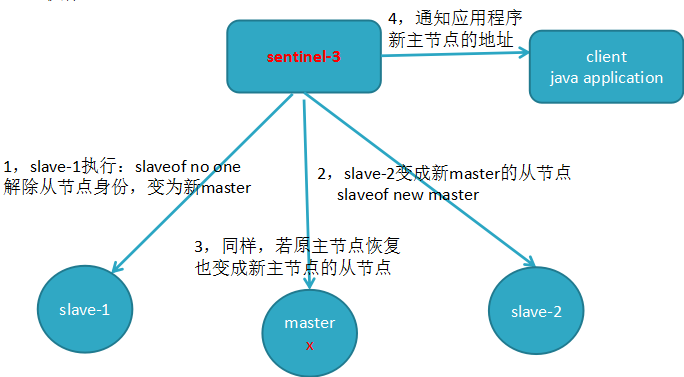 4，通知应用程序
新主节点的地址
sentinel-3
client
java application
1，slave-1执行：slaveof no one
解除从节点身份，变为新master
2，slave-2变成新master的从节点
slaveof new master
3，同样，若原主节点恢复
也变成新主节点的从节点
slave-1
master
x
slave-2